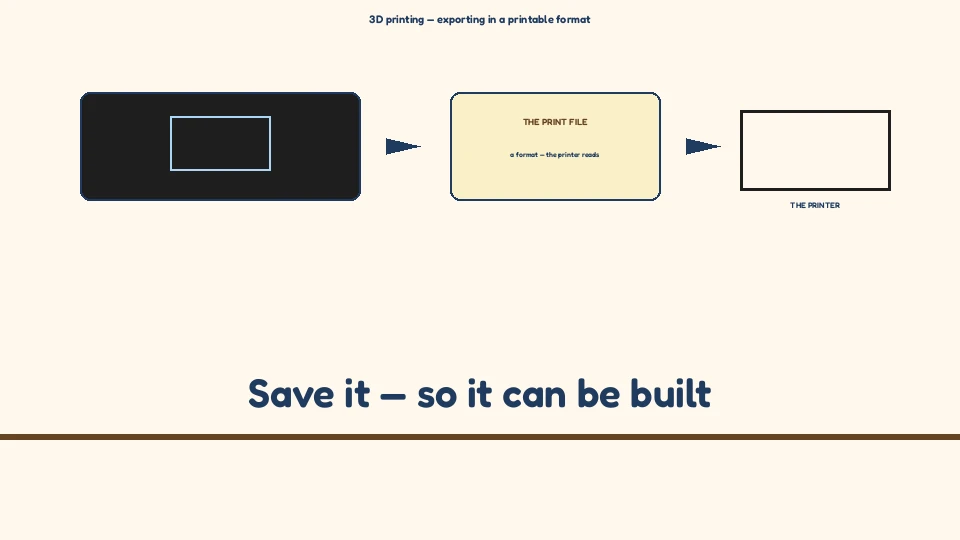 3D printing — exporting in a printable format
THE PRINT FILE
a format — the printer reads
THE PRINTER
Save it — so it can be built